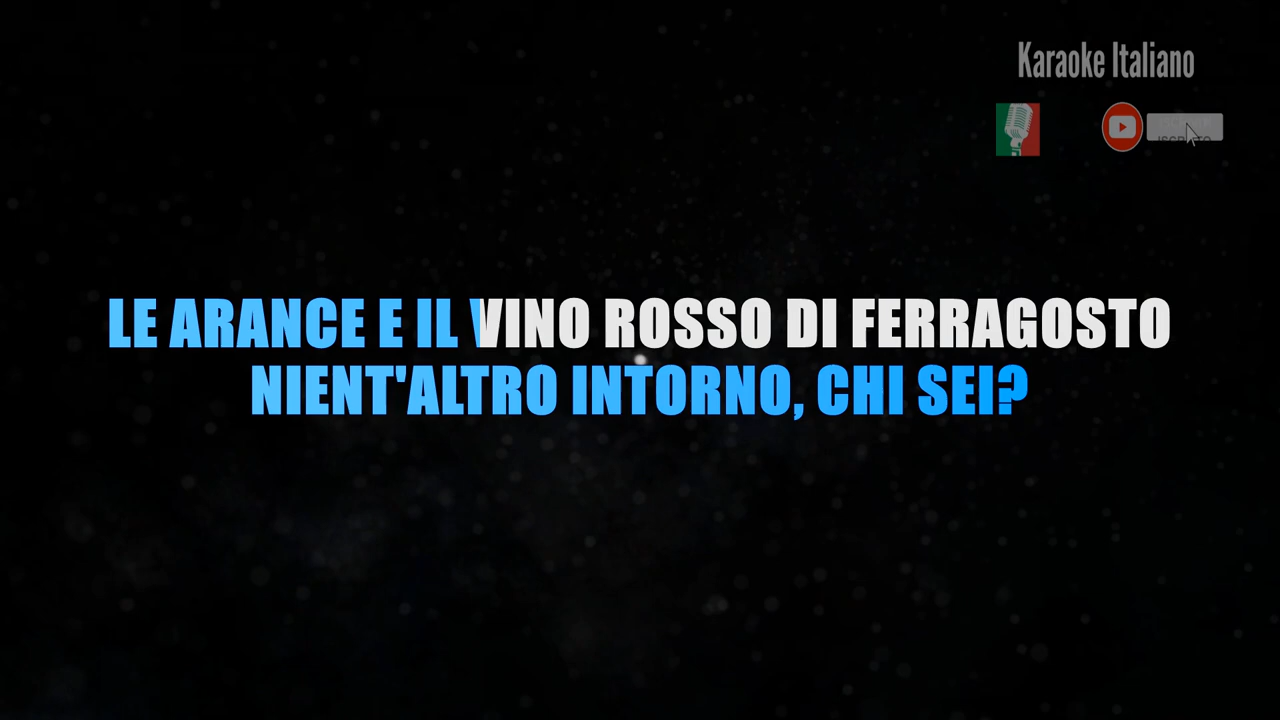 Karaoke Italiano
LE ARANCE E IL VINO ROSSO DI FERRAGOSTO
NIENT'ALTRO INTORNO, CHI SEI?